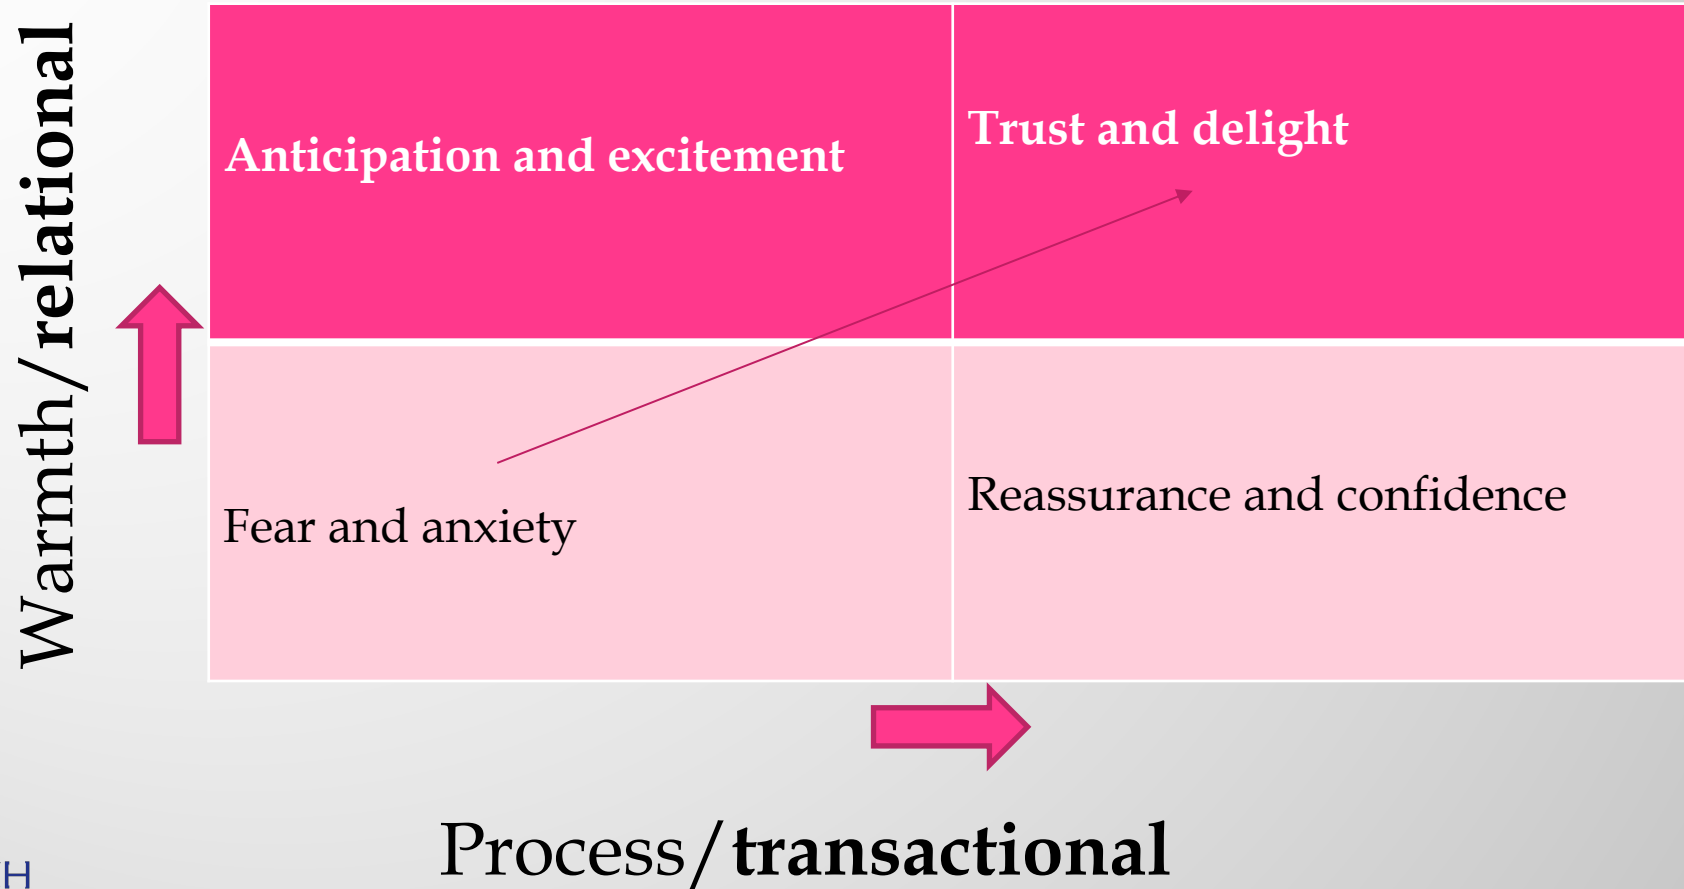 Warmth/relational
Anticipation and excitement
Trust and delight
Fear and anxiety
Reassurance and confidence
Process/transactional
H